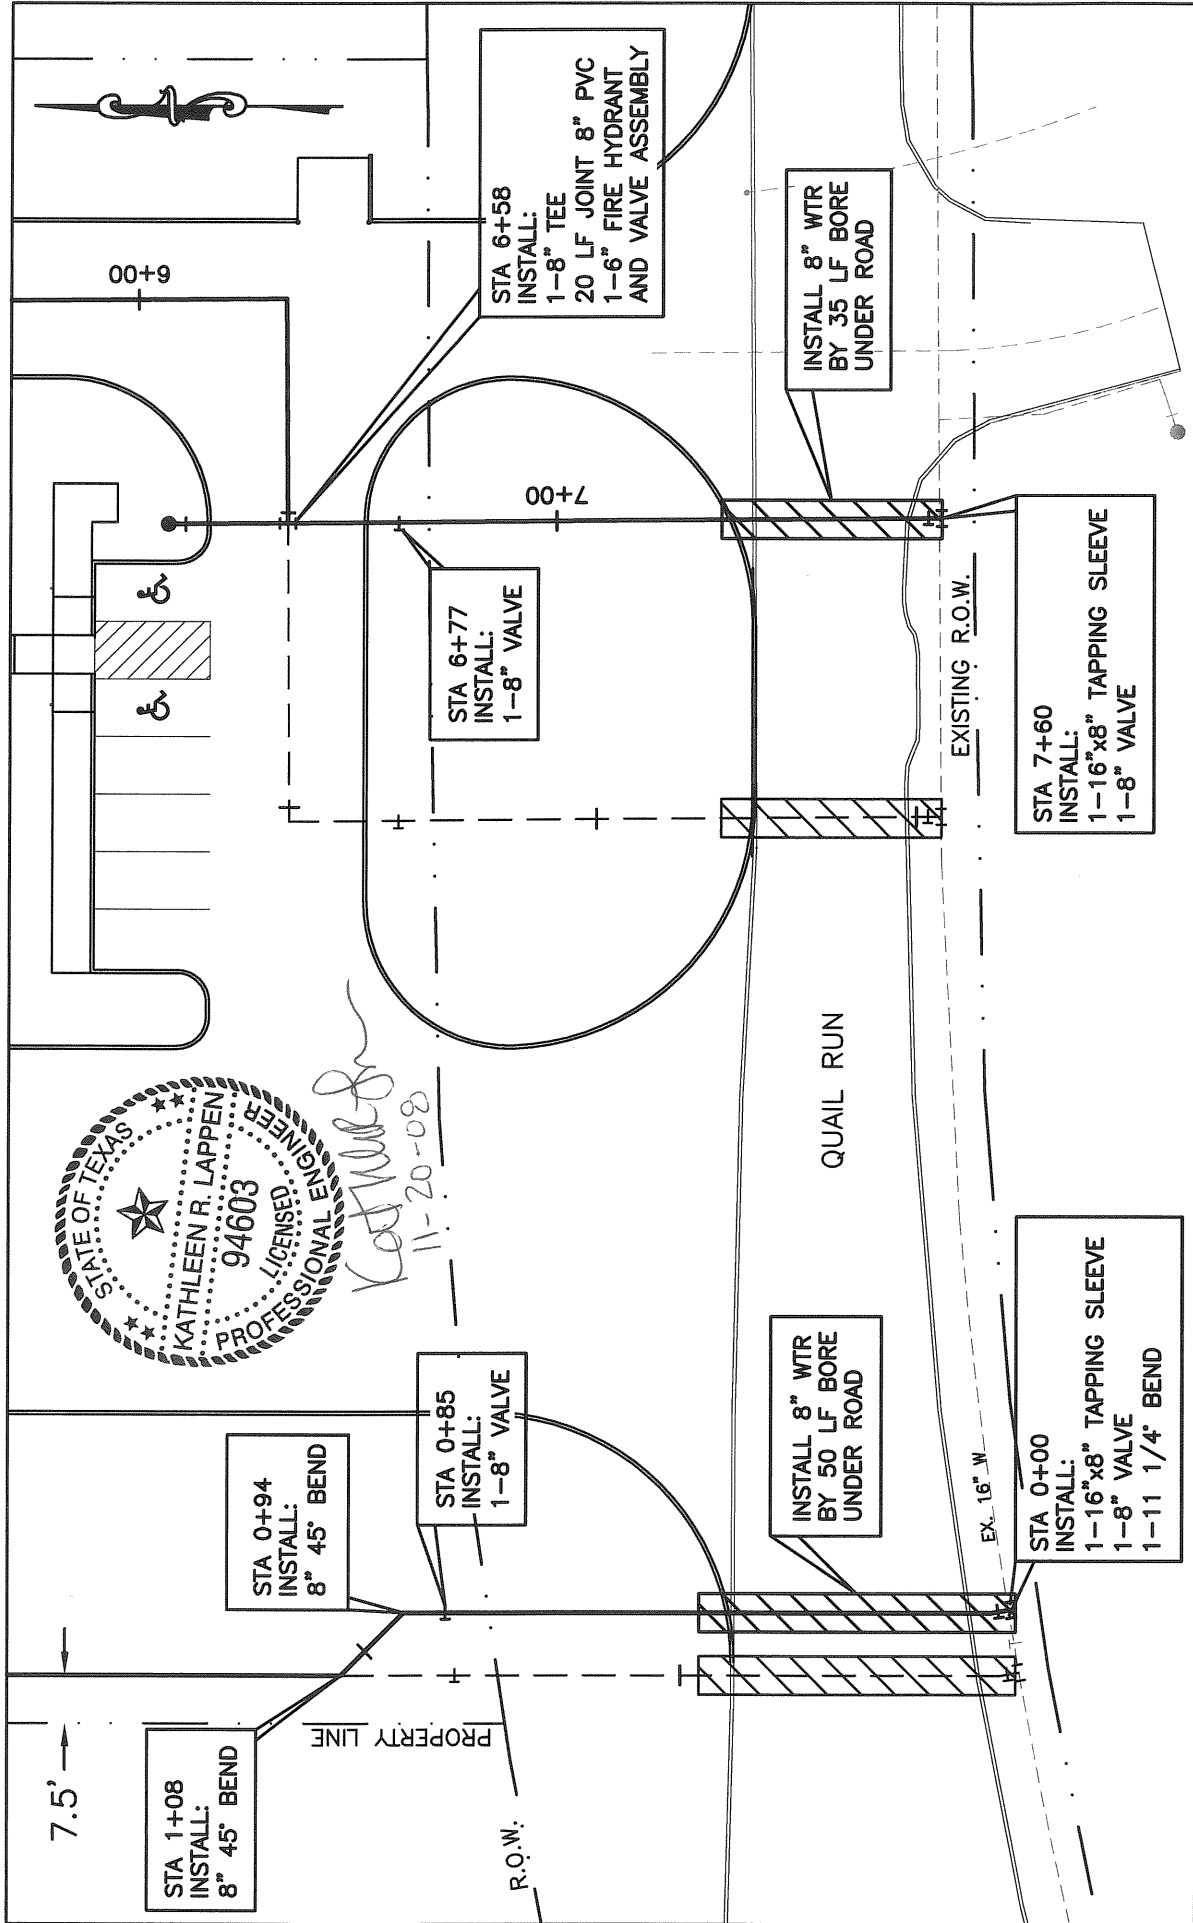 STA 6+58
INSTALL:
1-8" TEE
20 LF JOINT 8" PVC
1-6" FIRE HYDRANT
AND VALVE ASSEMBLY
6+00
INSTALL 8" WTR
BY 35 LF BORE
UNDER ROAD
7+00
STA 6+77
INSTALL:
1-8" VALVE
EXISTING R.O.W.
STA 7+60
INSTALL:
1-16"x8" TAPPING SLEEVE
1-8" VALVE
STATE OF TEXAS
KATHLEEN R. LAPPEN
94603
LICENSED
PROFESSIONAL ENGINEER
11-20-08
QUAIL RUN
STA 0+94
INSTALL:
8" 45° BEND
STA 0+85
INSTALL:
1-8" VALVE
INSTALL 8" WTR
BY 50 LF BORE
UNDER ROAD
EX. 16" W
STA 0+00
INSTALL:
1-16"x8" TAPPING SLEEVE
1-8" VALVE
1-11 1/4° BEND
7.5'
STA 1+08
INSTALL:
8" 45° BEND
PROPERTY LINE
R.O.W.